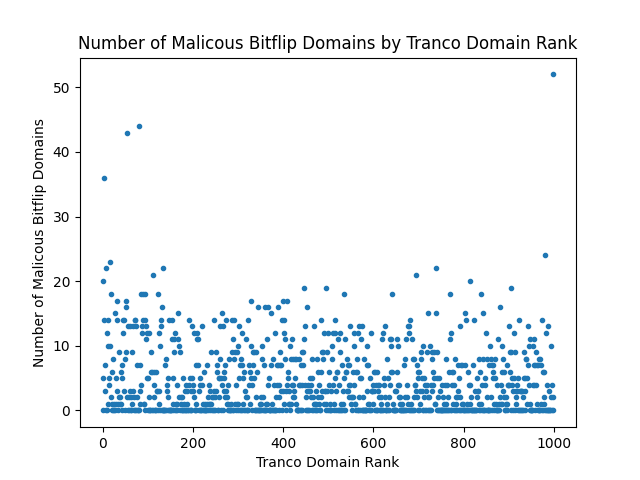 Number of Malicous Bitflip Domains by Tranco Domain Rank
Number of Malicous Bitflip Domains
50
40
30
20
10
0
0 200 400 600 800 1000
Tranco Domain Rank